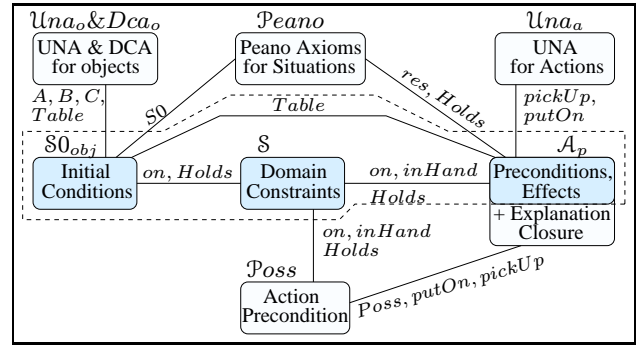 𝒰na_o&Dca_o
𝒫eano
𝒰na_a
UNA & DCA
for objects
Peano Axioms
for Situations
UNA
for Actions
A, B, C,
Table
S0
Table
res, Holds
pickUp,
putOn
𝒮0_obj
𝒮
𝒜_p
Initial
Conditions
on, Holds
Domain
Constraints
on, inHand
Holds
Preconditions,
Effects
+ Explanation
Closure
on, inHand
Holds
𝒫oss
Action
Precondition
Poss, putOn, pickUp